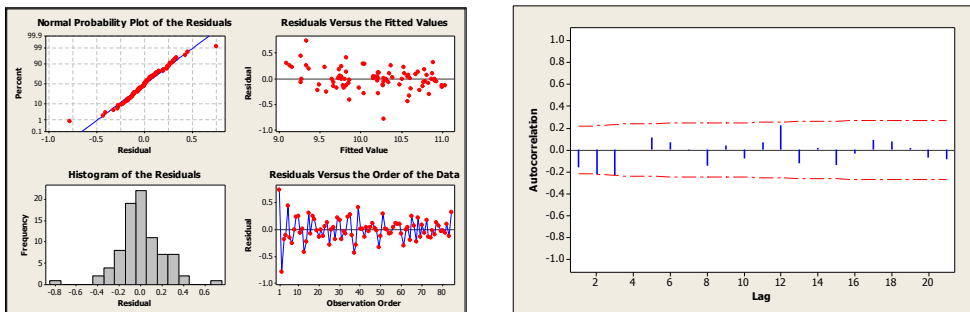 Normal Probability Plot of the Residuals
99.9
99
90
50
10
1
0.1
Percent
-1.0 -0.5 0.0 0.5 1.0
Residual
Residuals Versus the Fitted Values
0.5
0.0
-0.5
-1.0
Residual
9.0 9.5 10.0 10.5 11.0
Fitted Value
Histogram of the Residuals
20
15
10
5
0
Frequency
-0.8 -0.6 -0.4 -0.2 0.0 0.2 0.4 0.6
Residual
Residuals Versus the Order of the Data
0.5
0.0
-0.5
-1.0
Residual
1 10 20 30 40 50 60 70 80
Observation Order
1.0
0.8
0.6
0.4
0.2
0.0
-0.2
-0.4
-0.6
-0.8
-1.0
Autocorrelation
2 4 6 8 10 12 14 16 18 20
Lag